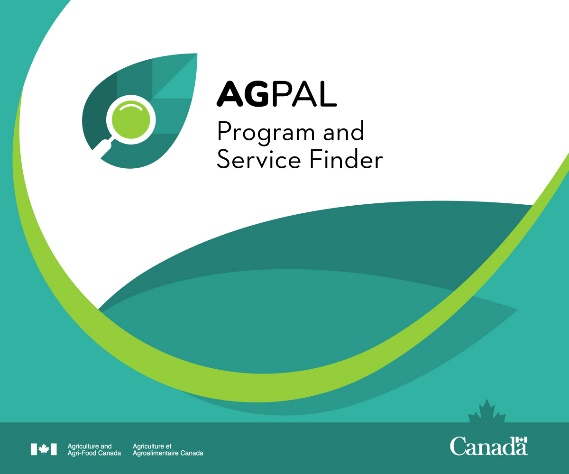 AGPAL
Program and
Service Finder
Agriculture and
Agri-Food Canada
Agriculture et
Agroalimentaire Canada
Canada